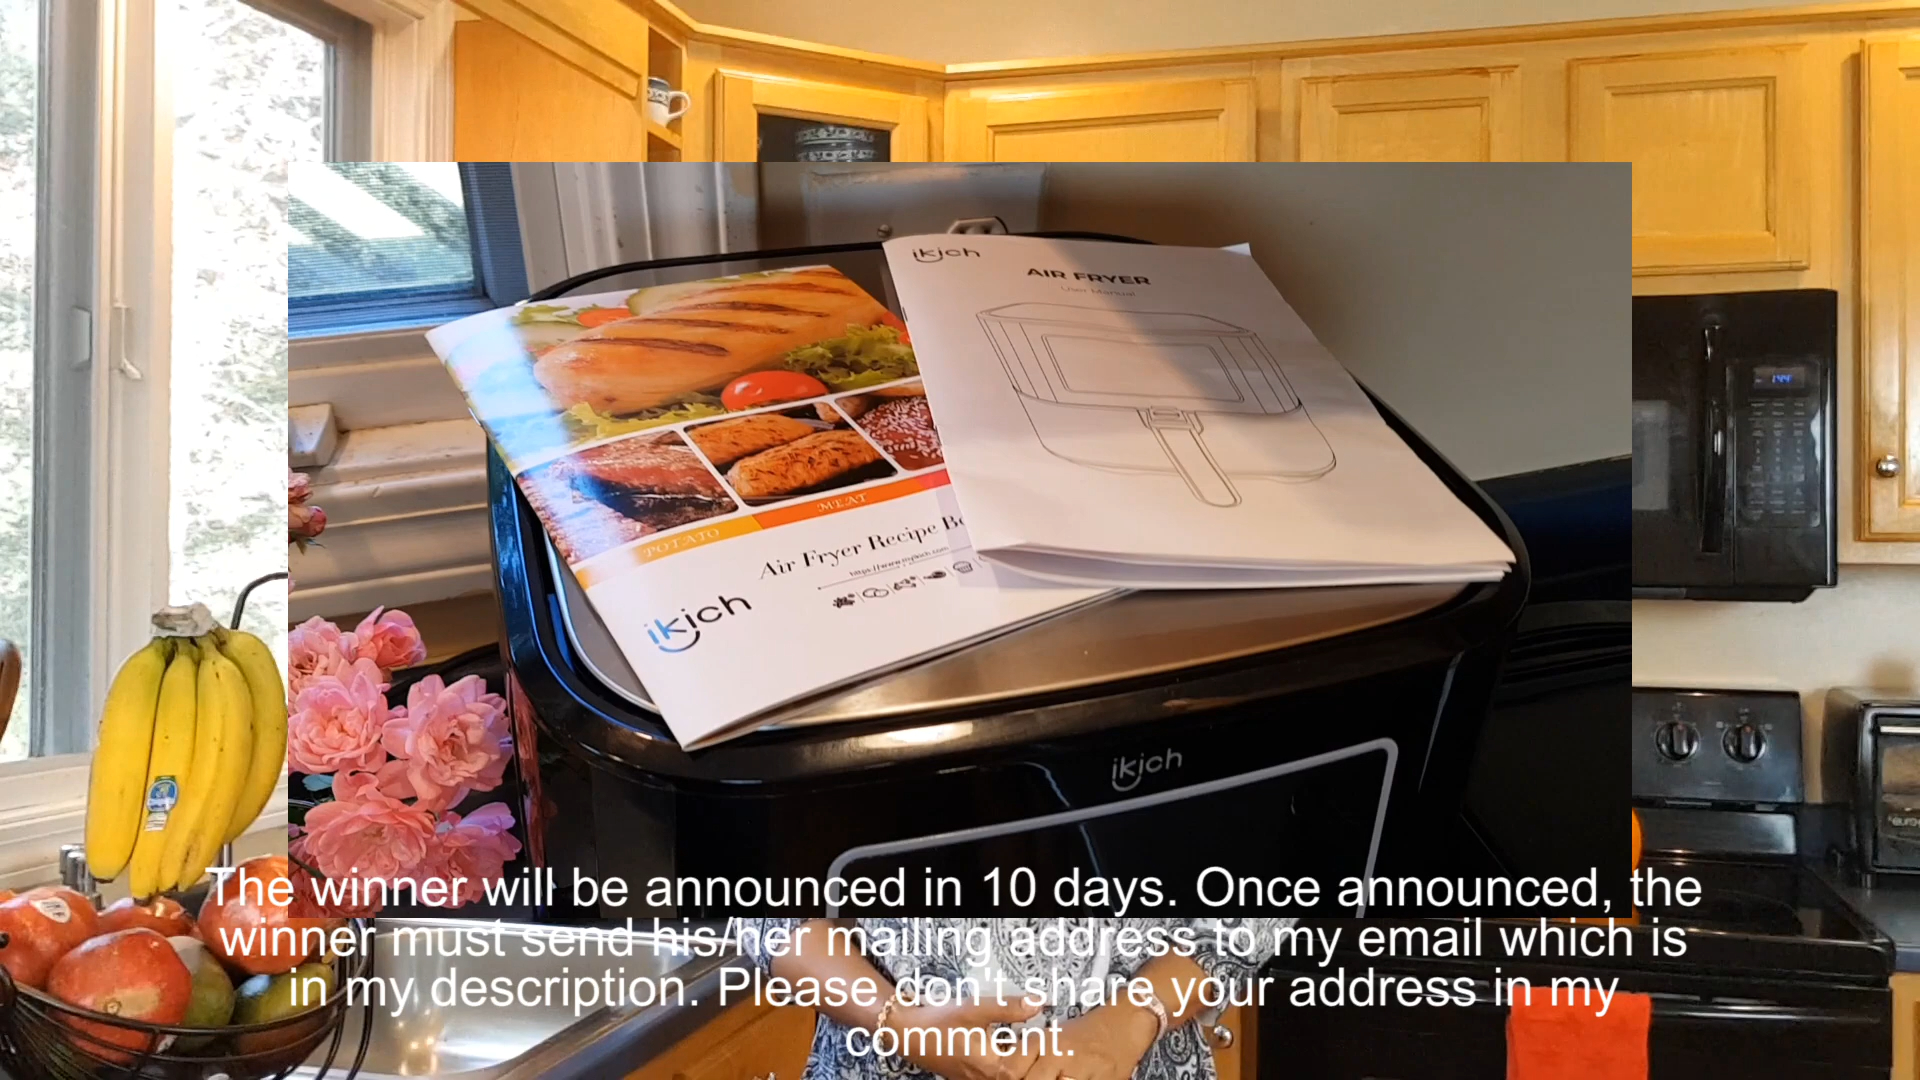 ikich
AIR FRYER
User Manual
POTATO
MEAT
Air Fryer Recipe
ikich
ikich
The winner will be announced in 10 days. Once announced, the
winner must send his/her mailing address to my email which is
in my description. Please don't share your address in my
comment.